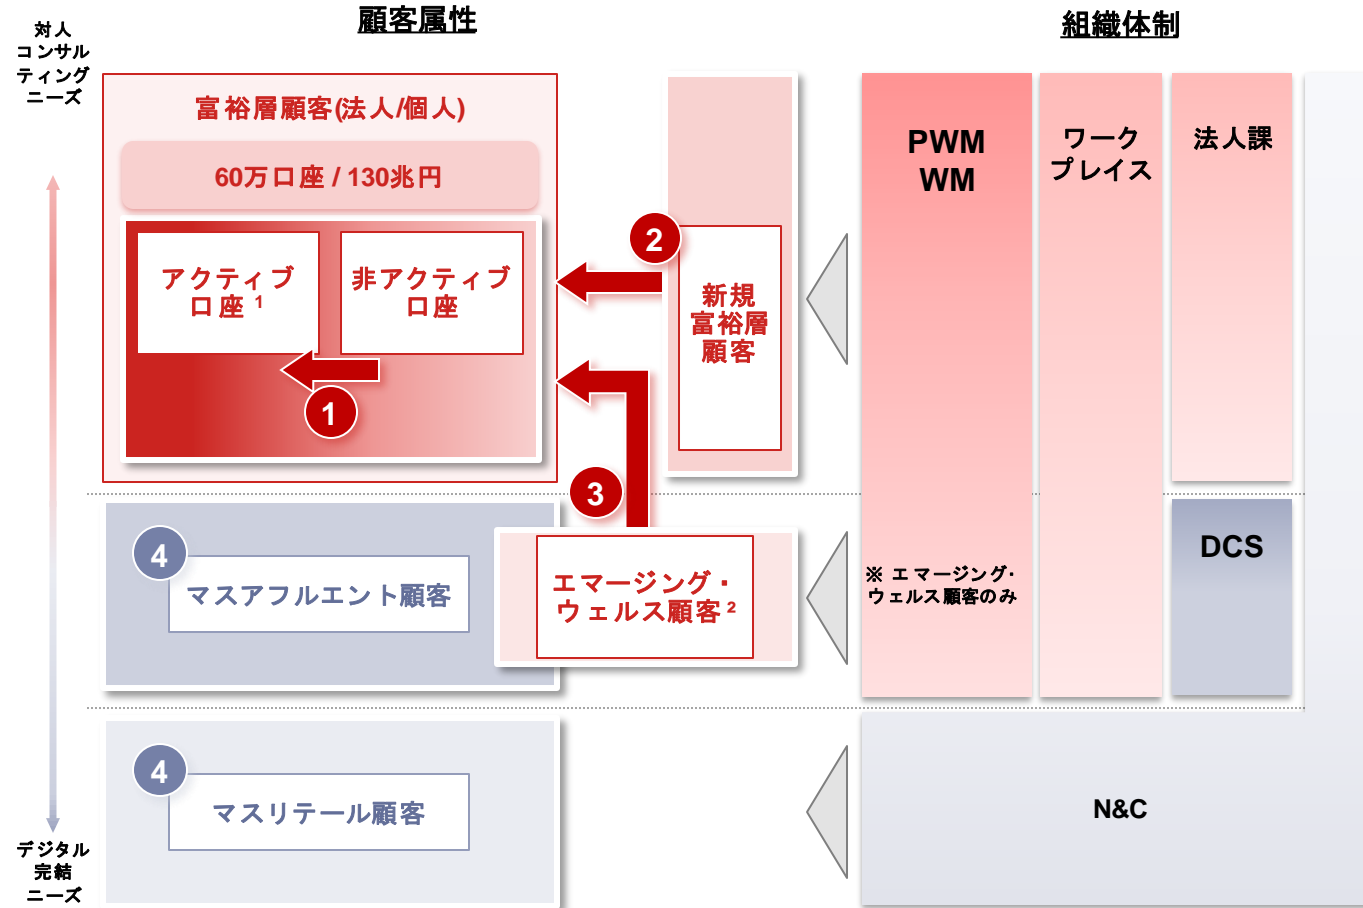 顧客属性
組織体制
対人
コンサル
ティング
ニーズ
富裕層顧客(法人/個人)
60万口座 / 130兆円
アクティブ
口座 1
非アクティブ
口座
1
2
新規
富裕層
顧客
3
PWM
WM
ワーク
プレイス
法人課
4
マスアフルエント顧客
エマージング・
ウェルス顧客 2
※ エマージング・
ウェルス顧客のみ
DCS
4
マスリテール顧客
N&C
デジタル
完結
ニーズ